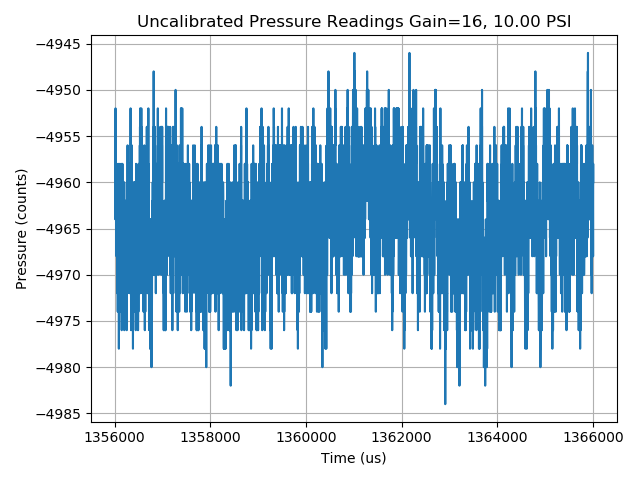 Uncalibrated Pressure Readings Gain=16, 10.00 PSI
−4945
−4950
−4955
−4960
−4965
−4970
−4975
−4980
−4985
Pressure (counts)
1356000 1358000 1360000 1362000 1364000 1366000
Time (us)